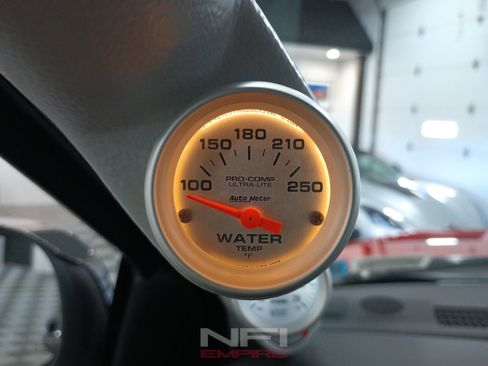 180
150 210
100 250
PRO-COMP
ULTRA-LITE
Auto Meter
WATER
TEMP
°F
NFI
EMPIRE